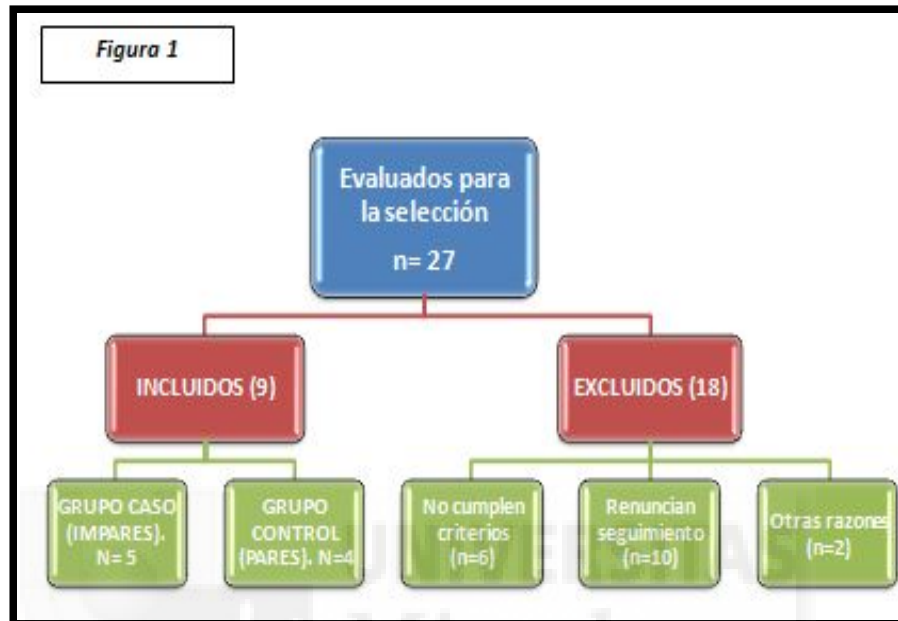 Figura 1
Evaluados para
la selección
n= 27
INCLUIDOS (9)
EXCLUIDOS (18)
GRUPO CASO
(IMPARES).
N= 5
GRUPO
CONTROL
(PARES). N=4
No cumplen
criterios
(n=6)
Renuncian
seguimiento
(n=10)
Otras razones
(n=2)
UNIVERSITAS